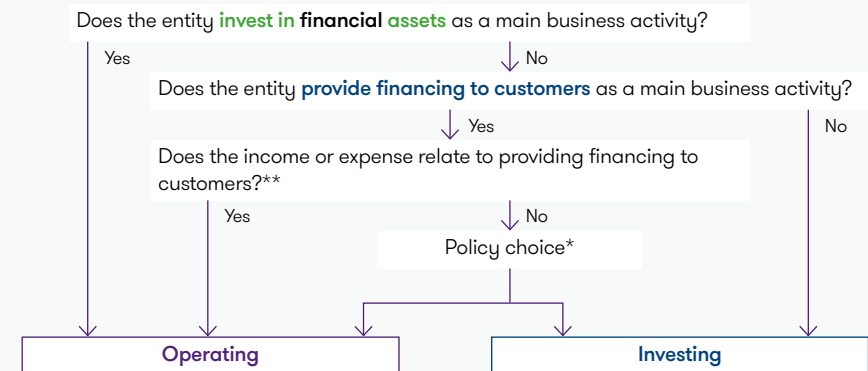 Does the entity invest in financial assets as a main business activity?
Yes
No
Does the entity provide financing to customers as a main business activity?
Yes
No
Does the income or expense relate to providing financing to
customers?**
Yes
No
Policy choice*
Operating
Investing